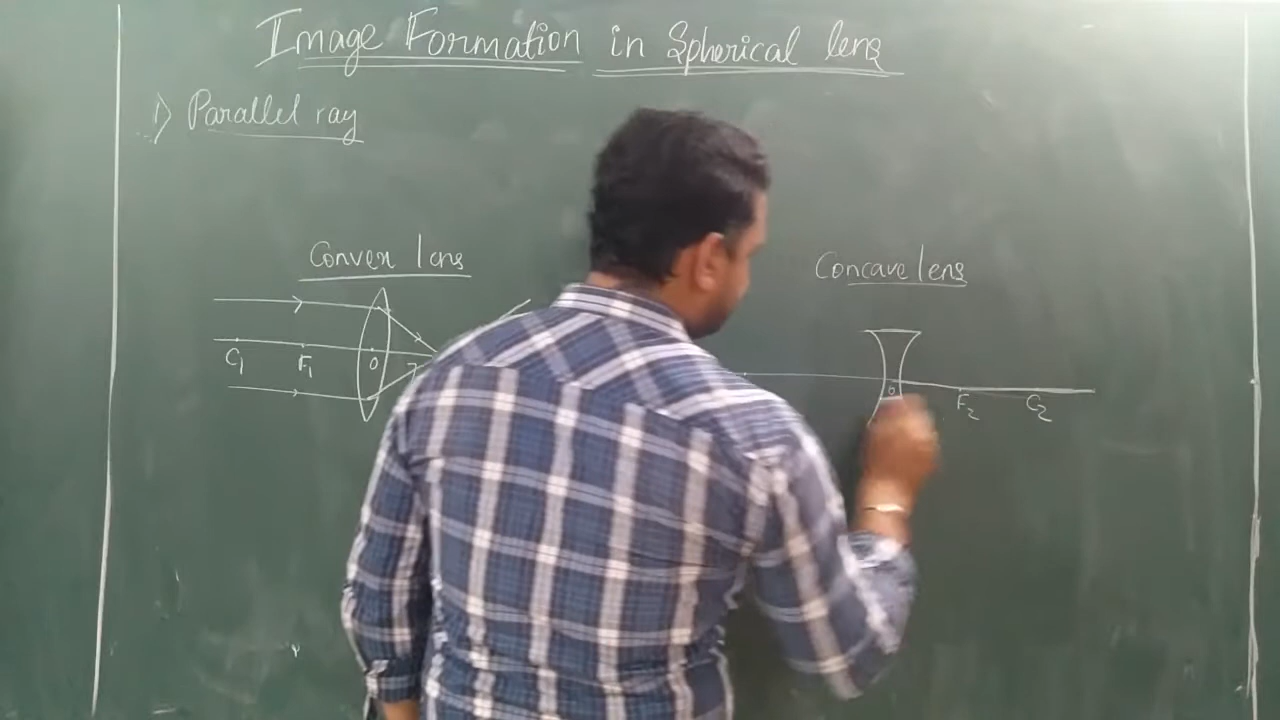 Image Formation in Spherical lens
1) Parallel ray
Convex lens
Concave lens
C1 F1 O
O F2 C2